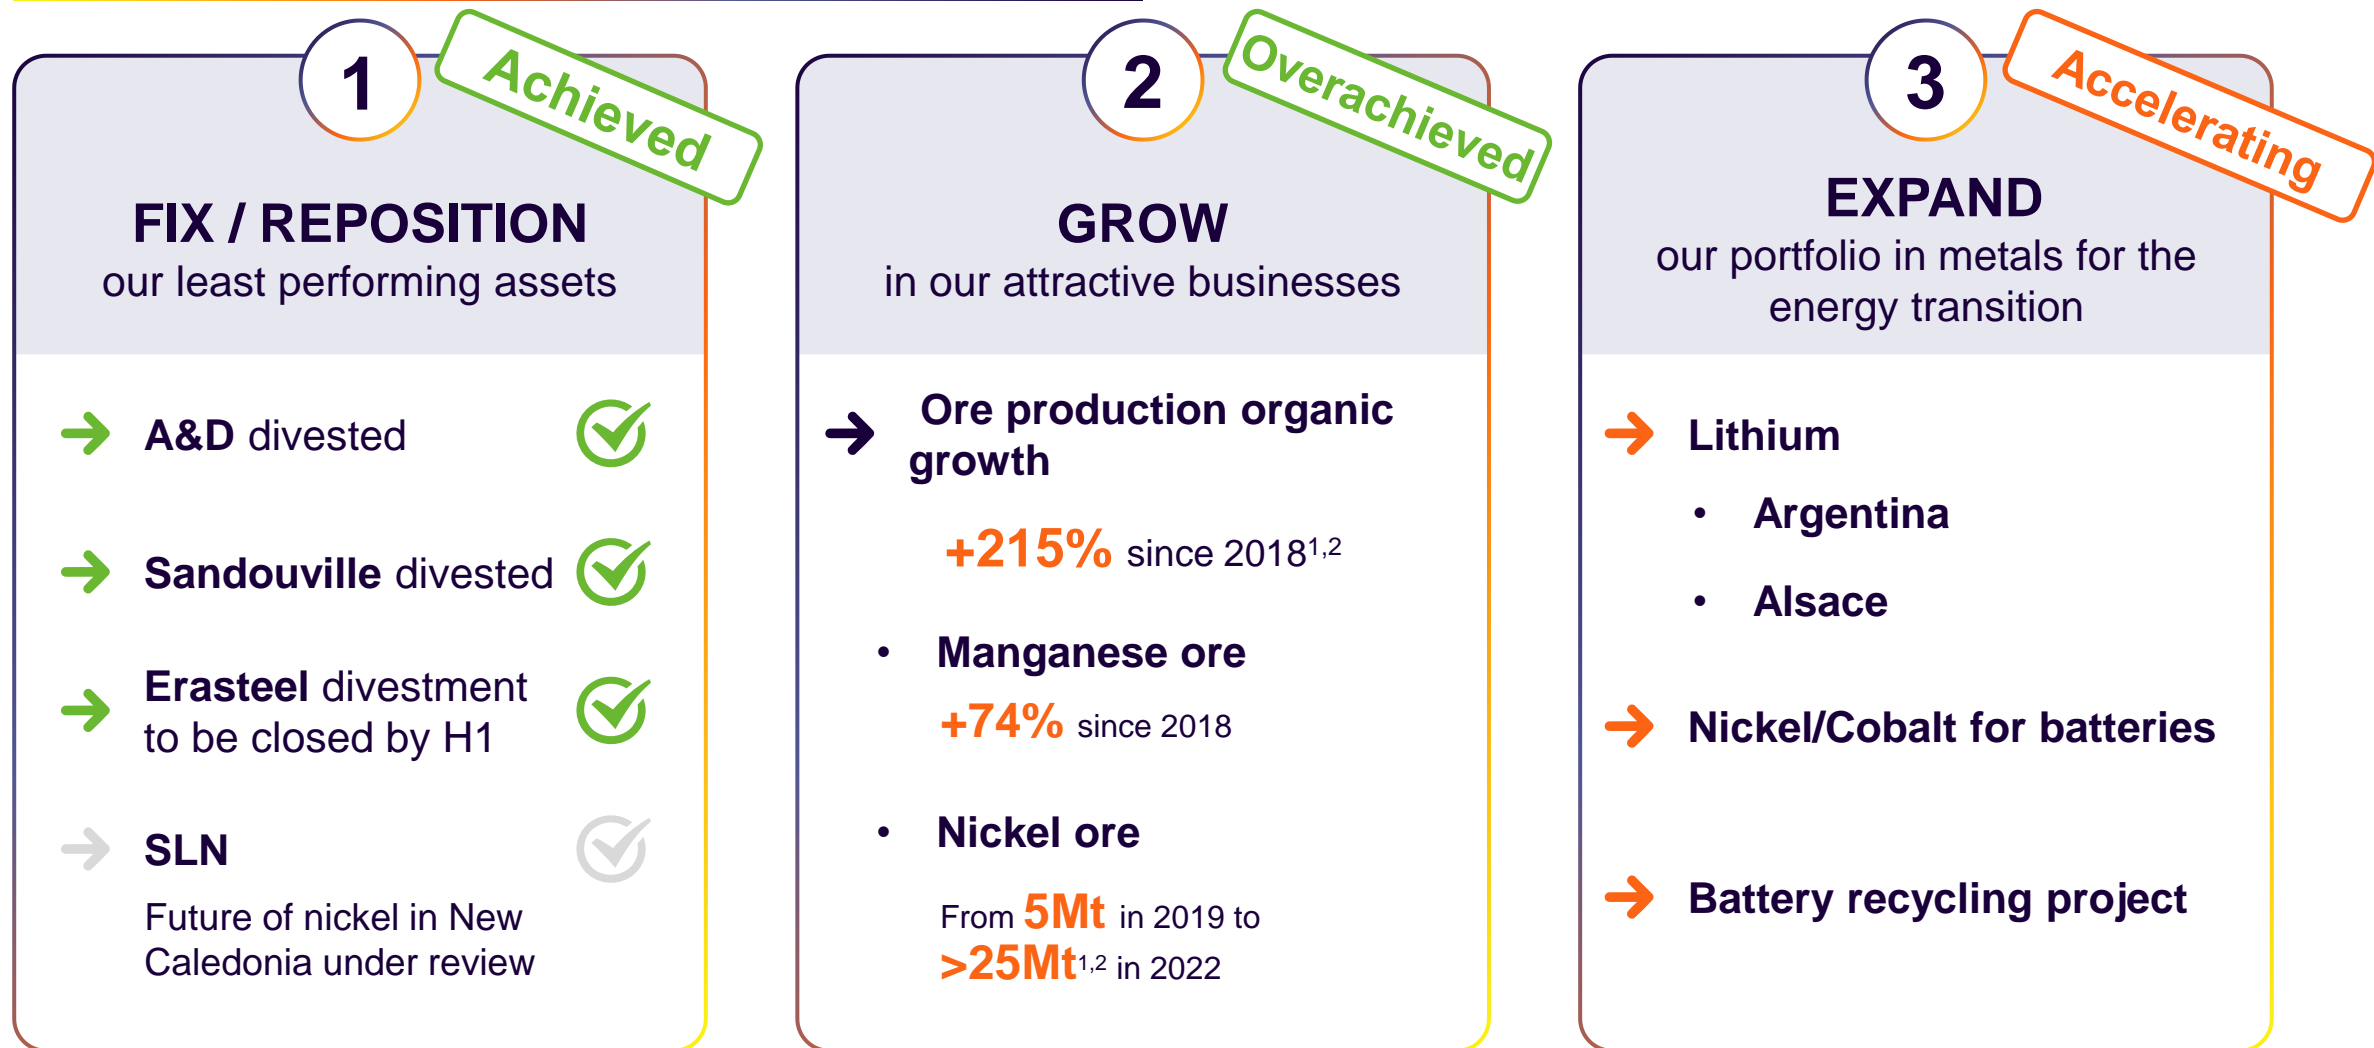 1
Achieved
FIX / REPOSITION
our least performing assets
A&D divested
Sandouville divested
Erasteel divestment
to be closed by H1
SLN
Future of nickel in New
Caledonia under review
2
Overachieved
GROW
in our attractive businesses
Ore production organic
growth
+215% since 2018¹,²
• Manganese ore
+74% since 2018
• Nickel ore
From 5Mt in 2019 to
>25Mt¹,² in 2022
3
Accelerating
EXPAND
our portfolio in metals for the
energy transition
Lithium
• Argentina
• Alsace
Nickel/Cobalt for batteries
Battery recycling project